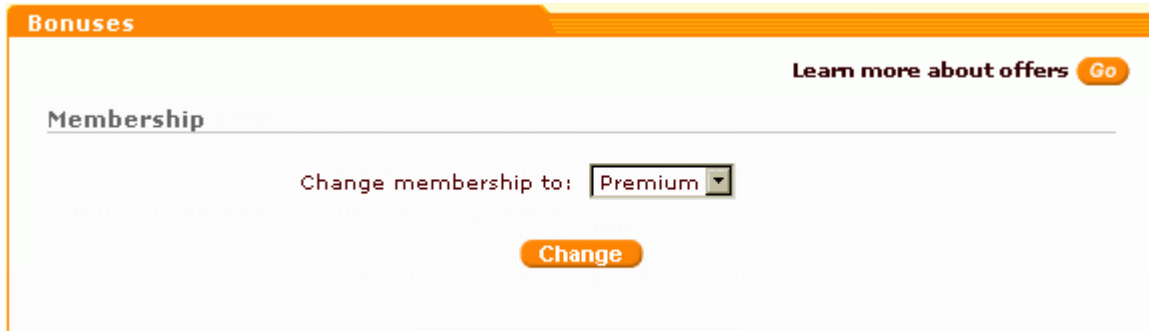 Bonuses
Learn more about offers Go
Membership
Change membership to: Premium
Change